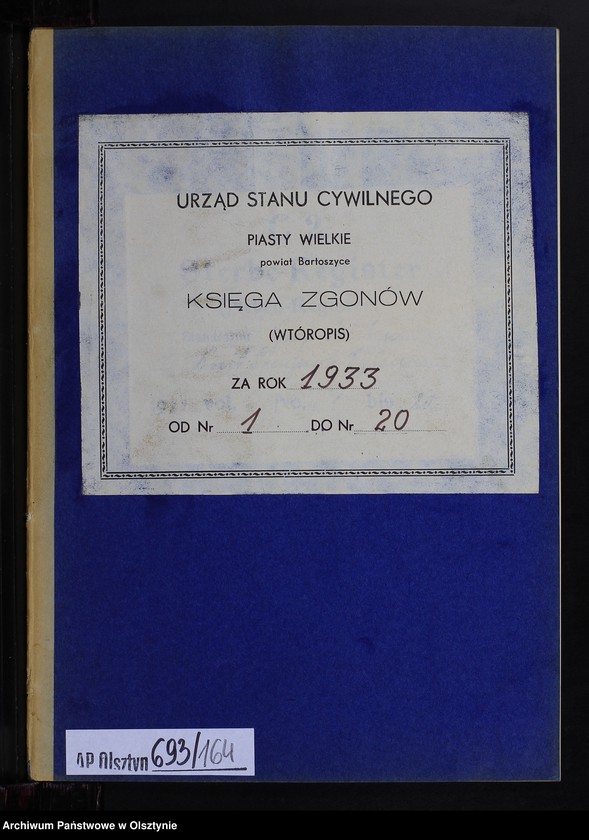 URZĄD STANU CYWILNEGO
PIASTY WIELKIE
powiat Bartoszyce
KSIĘGA ZGONÓW
(WTÓROPIS)
ZA ROK 1933
OD Nr 1 DO Nr 20
AP Olsztyn 693/164
Archiwum Państwowe w Olsztynie